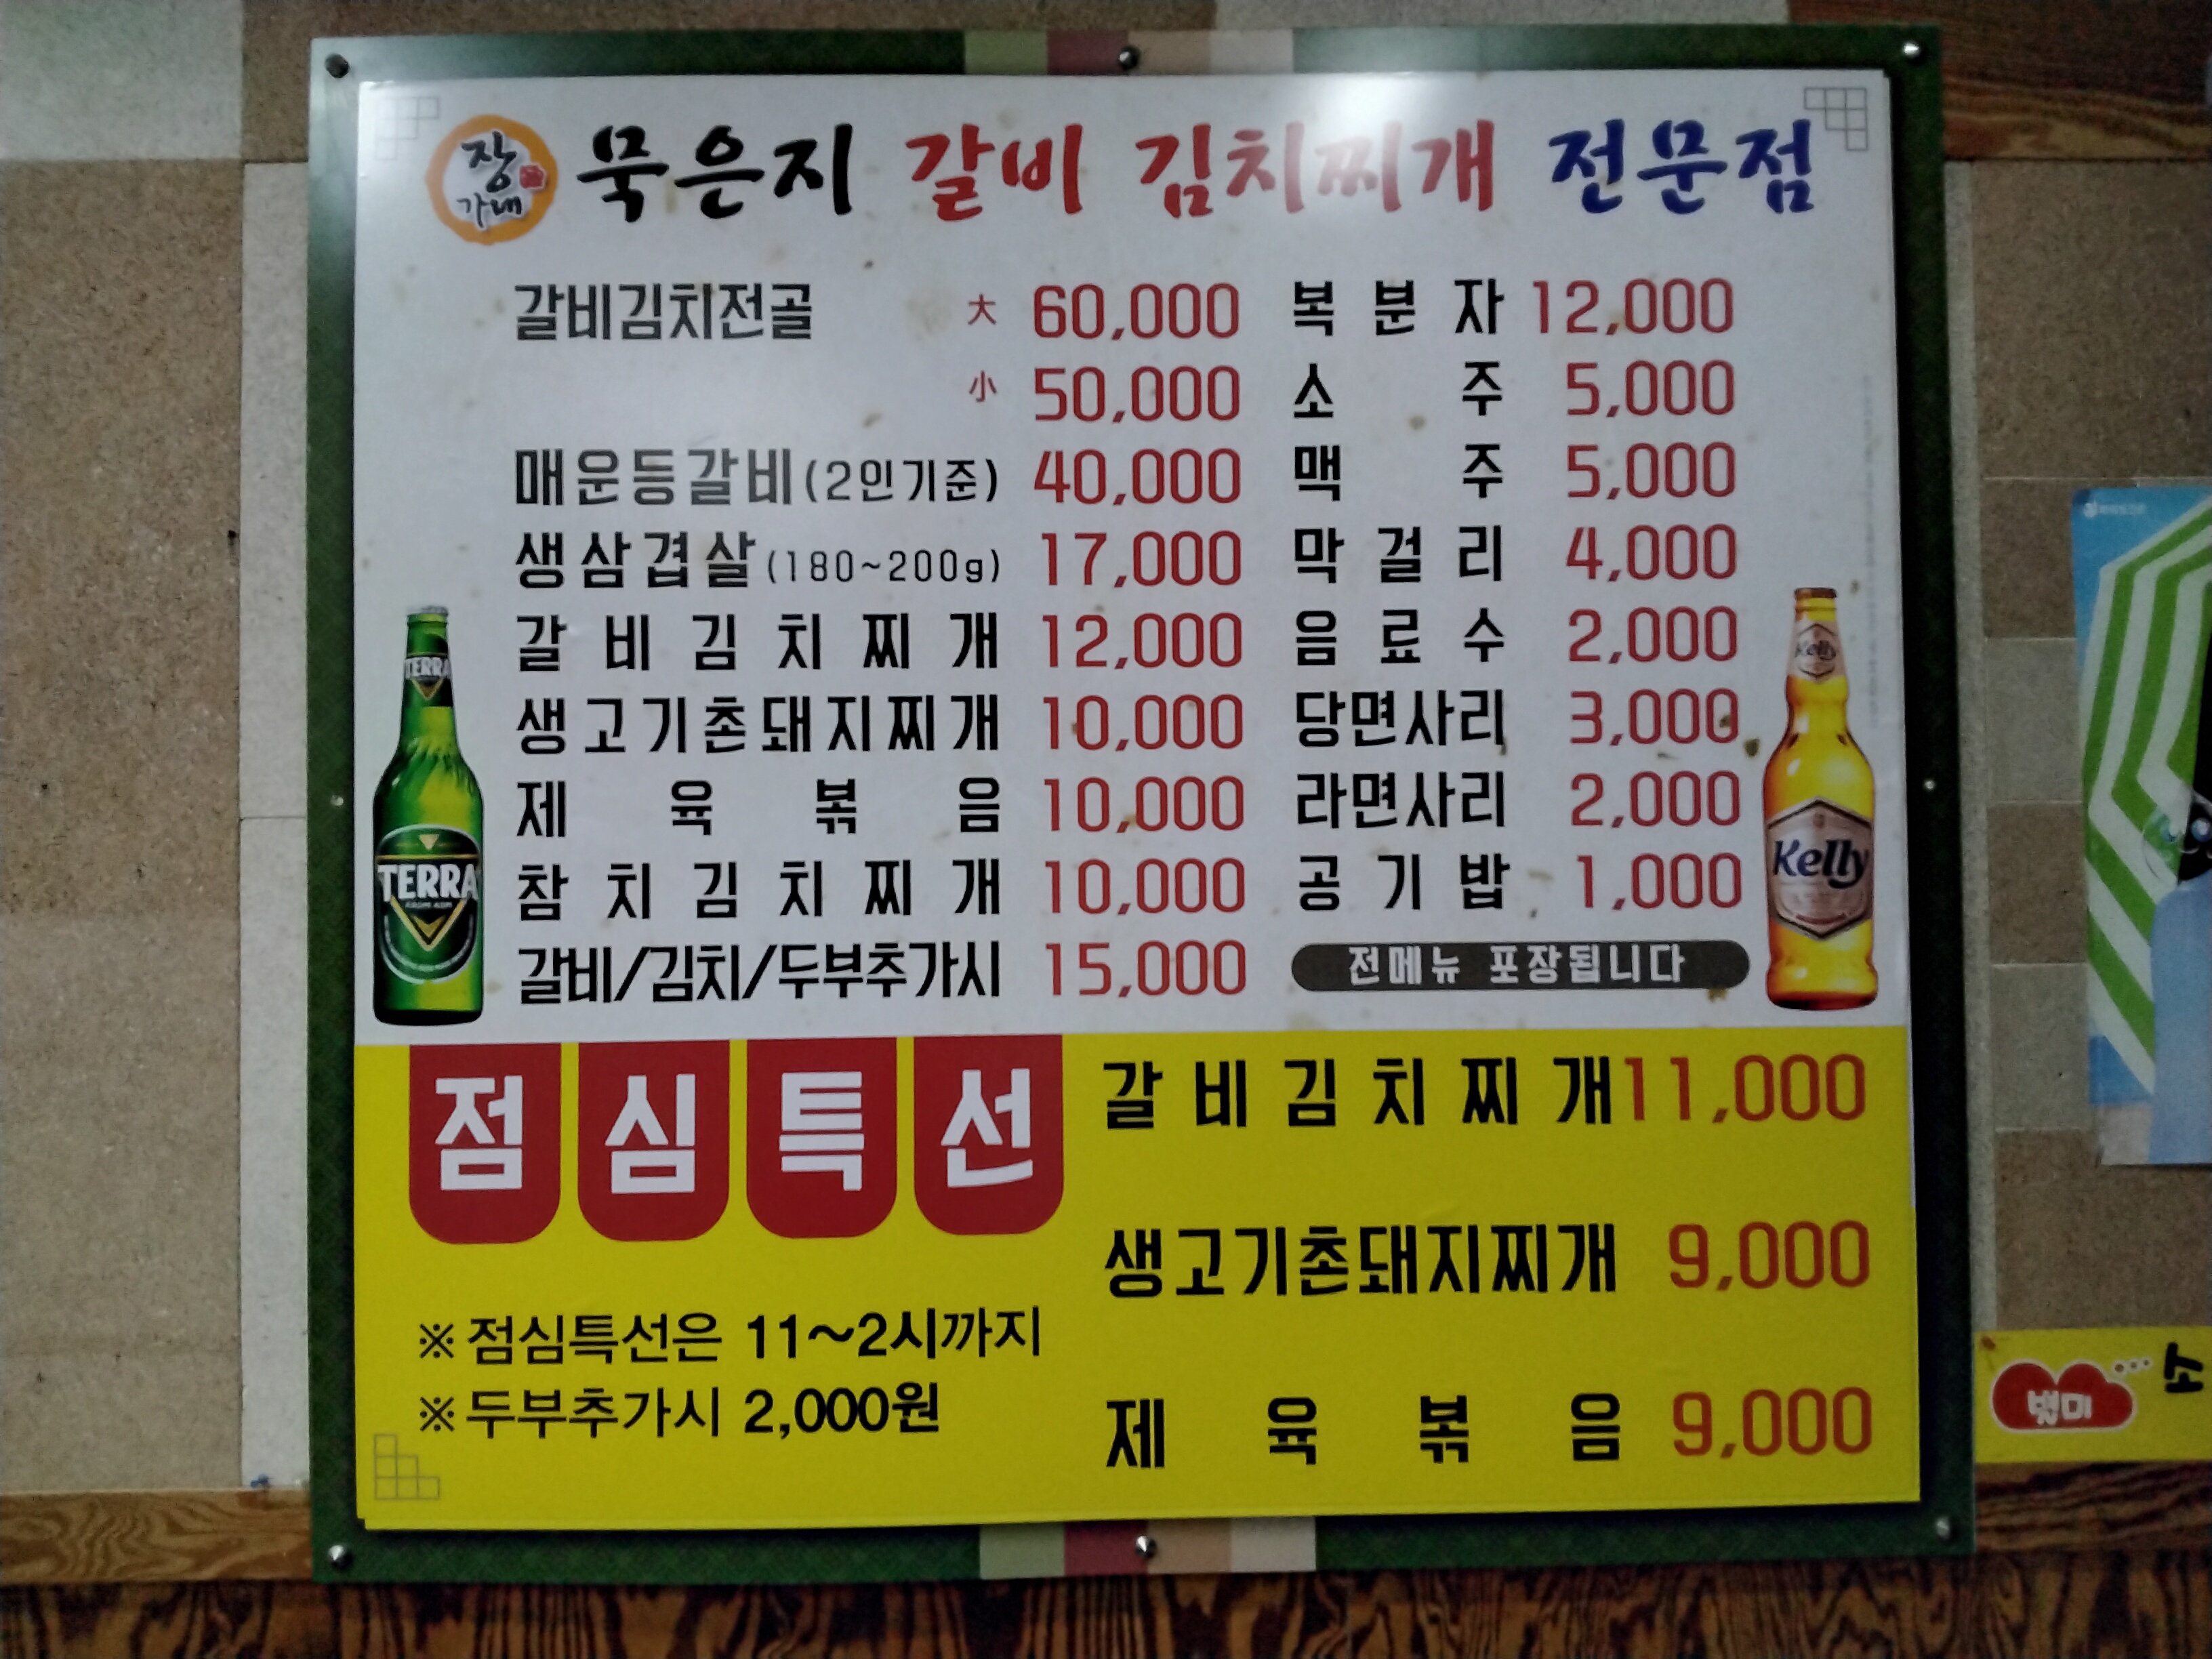 장가네 묵은지 갈비 김치찌개 전문점
갈비김치전골 大 60,000
小 50,000
매운등갈비(2인기준) 40,000
생삼겹살(180~200g) 17,000
갈비김치찌개 12,000
생고기촌돼지찌개 10,000
제육볶음 10,000
참치김치찌개 10,000
갈비/김치/두부추가시 15,000
복분자 12,000
소주 5,000
맥주 5,000
막걸리 4,000
음료수 2,000
당면사리 3,000
라면사리 2,000
공기밥 1,000
전메뉴 포장됩니다
TERRA
TERRA
Kelly
Kelly
점심특선
갈비김치찌개 11,000
생고기촌돼지찌개 9,000
제육볶음 9,000
※점심특선은 11~2시까지
※두부추가시 2,000원